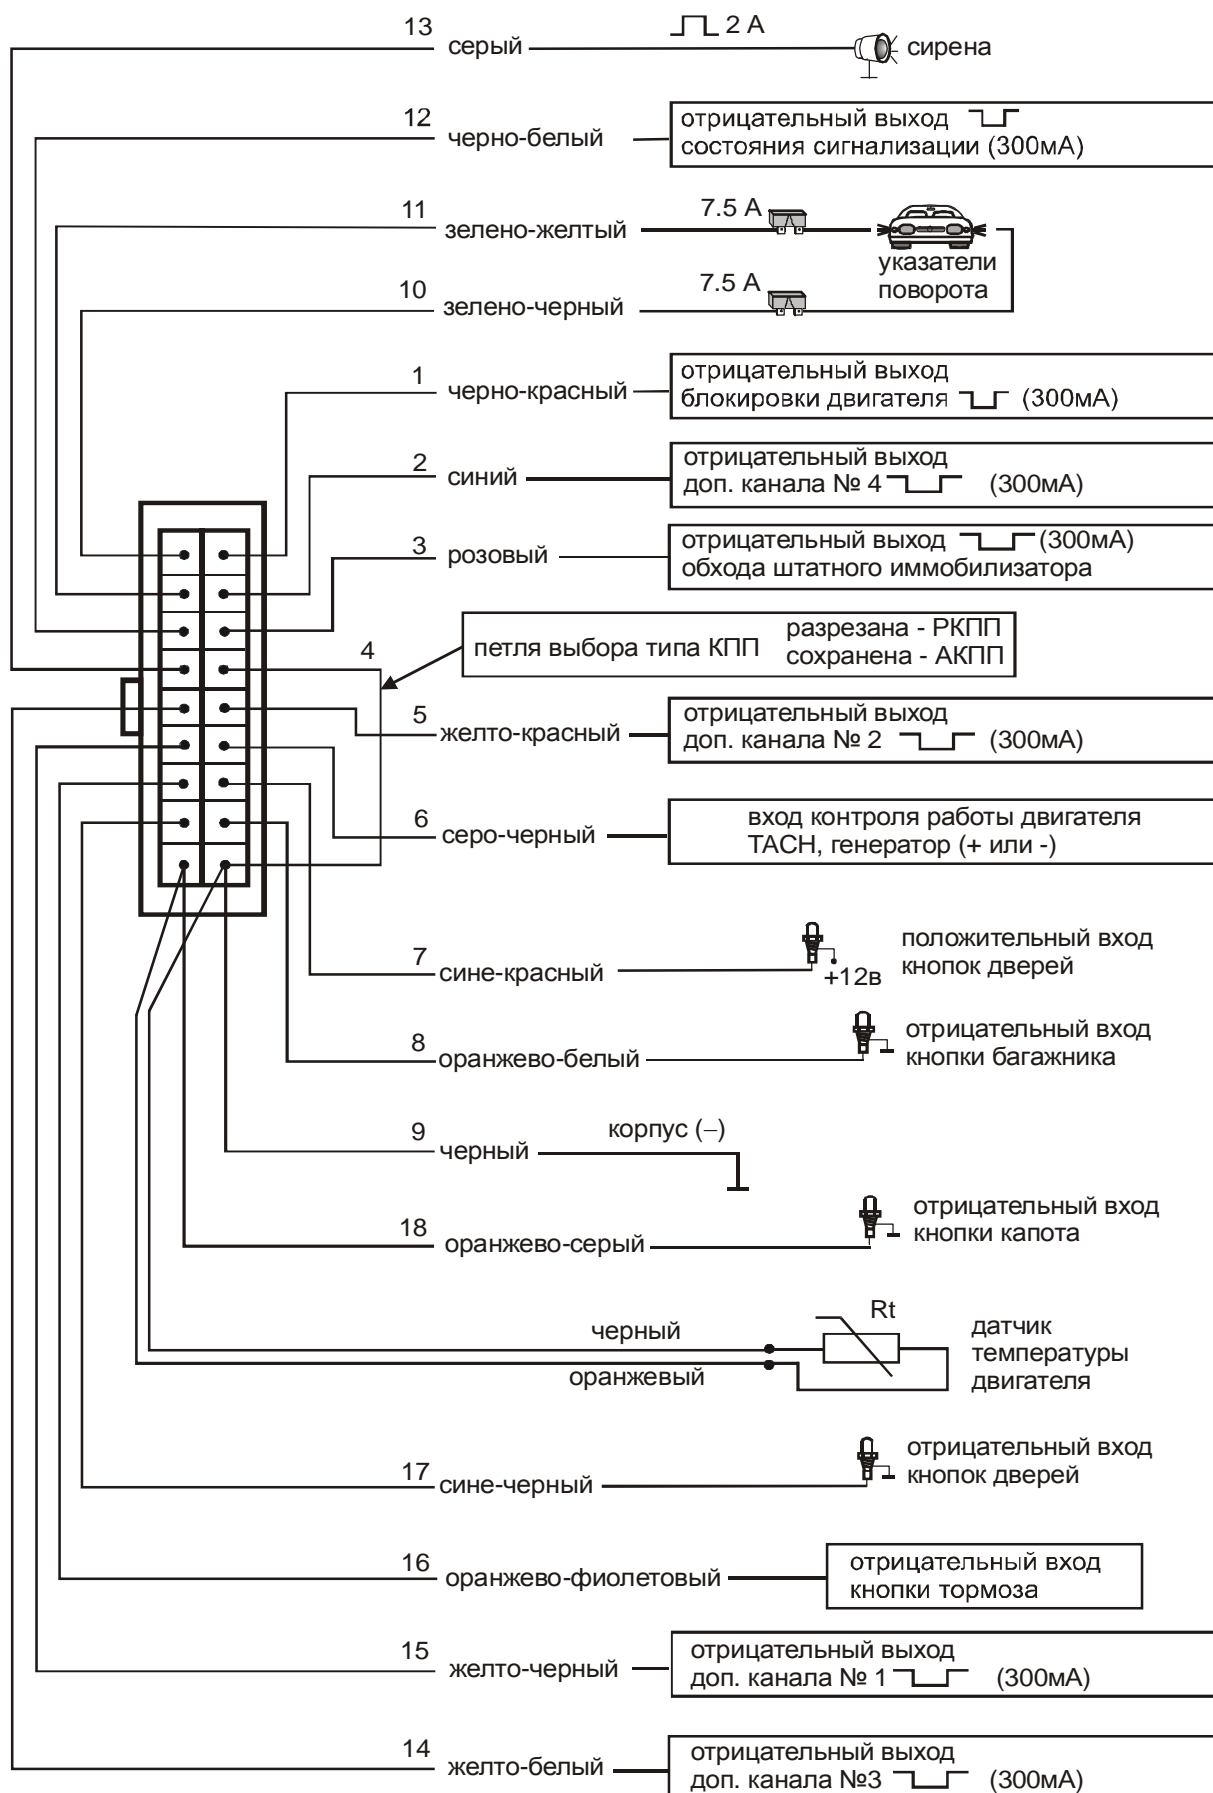 13
серый
2 А
сирена
12
черно-белый
отрицательный выход
состояния сигнализации (300мА)
11
зелено-желтый
7.5 А
указатели
поворота
10
зелено-черный
7.5 А
1
черно-красный
отрицательный выход
блокировки двигателя (300мА)
2
синий
отрицательный выход
доп. канала № 4 (300мА)
3
розовый
отрицательный выход (300мА)
обхода штатного иммобилизатора
4
петля выбора типа КПП
разрезана - РКПП
сохранена - АКПП
5
желто-красный
отрицательный выход
доп. канала № 2 (300мА)
6
серо-черный
вход контроля работы двигателя
ТАСН, генератор (+ или -)
7
сине-красный
+12в
положительный вход
кнопок дверей
8
оранжево-белый
отрицательный вход
кнопки багажника
9
черный
корпус (–)
18
оранжево-серый
отрицательный вход
кнопки капота
черный
оранжевый
Rt
датчик
температуры
двигателя
17
сине-черный
отрицательный вход
кнопок дверей
16
оранжево-фиолетовый
отрицательный вход
кнопки тормоза
15
желто-черный
отрицательный выход
доп. канала № 1 (300мА)
14
желто-белый
отрицательный выход
доп. канала №3 (300мА)